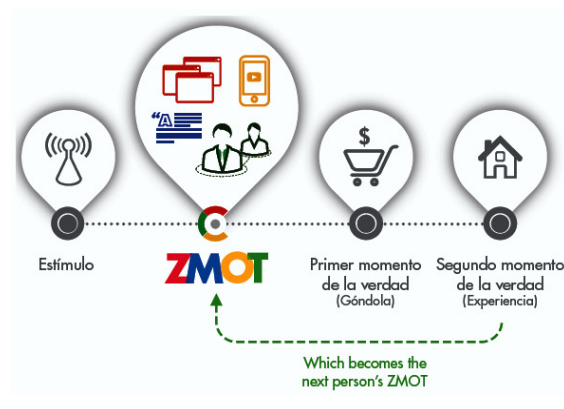 "A
$
Estímulo
ZMOT
Primer momento
de la verdad
(Góndola)
Segundo momento
de la verdad
(Experiencia)
Which becomes the
next person's ZMOT